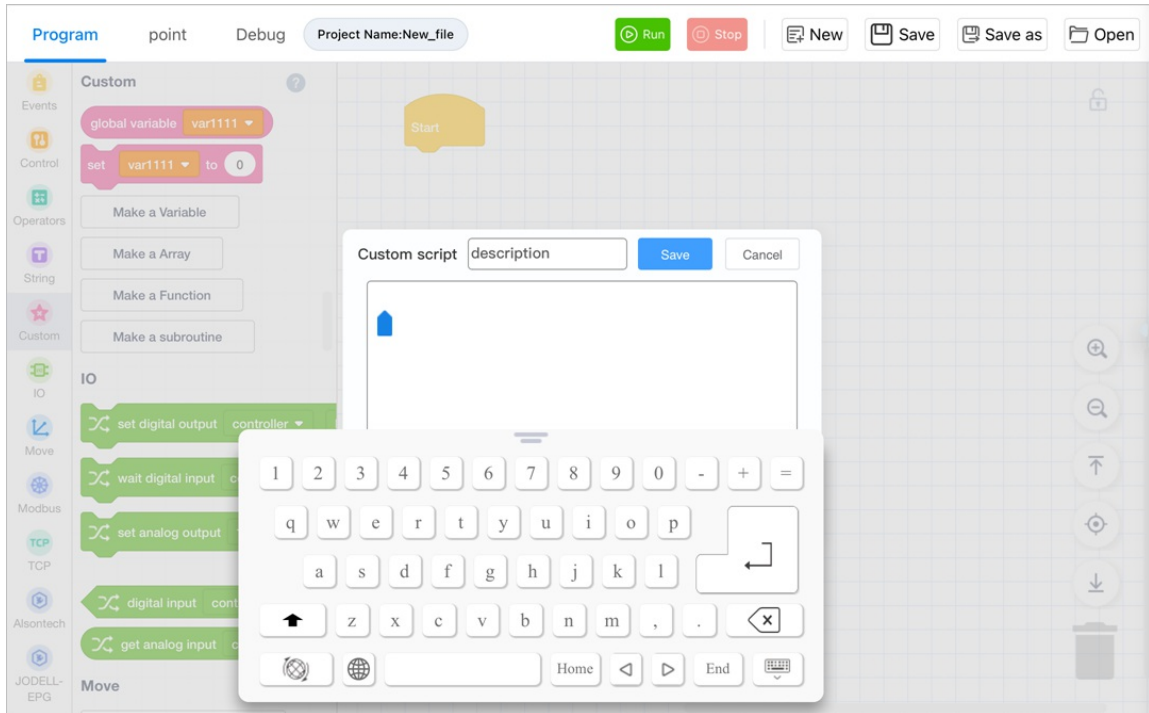 Program point Debug Project Name:New_file Run Stop New Save Save as Open
Events
Control
Operators
String
Custom
IO
Move
Modbus
TCP
TCP
Alsontech
JODELL-
EPG
Custom ?
global variable var1111
set var1111 to 0
Make a Variable
Make a Array
Make a Function
Make a subroutine
IO
set digital output controller
wait digital input
set analog output
digital input cont
get analog input
Move
Start
Custom script description Save Cancel
1 2 3 4 5 6 7 8 9 0 - + =
q w e r t y u i o p
a s d f g h j k l
z x c v b n m , .
Home End